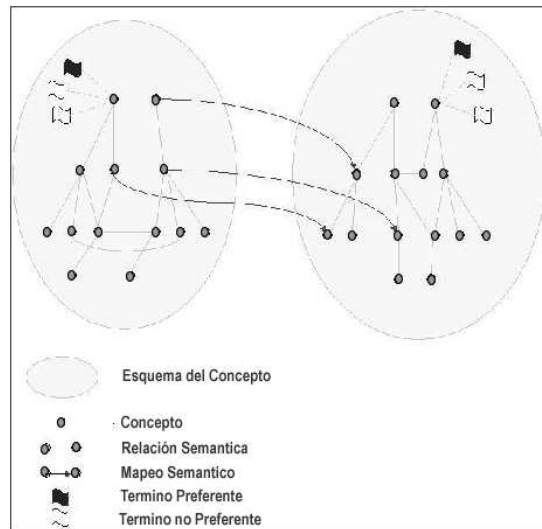 Esquema del Concepto
Concepto
Relación Semantica
Mapeo Semantico
Termino Preferente
Termino no Preferente